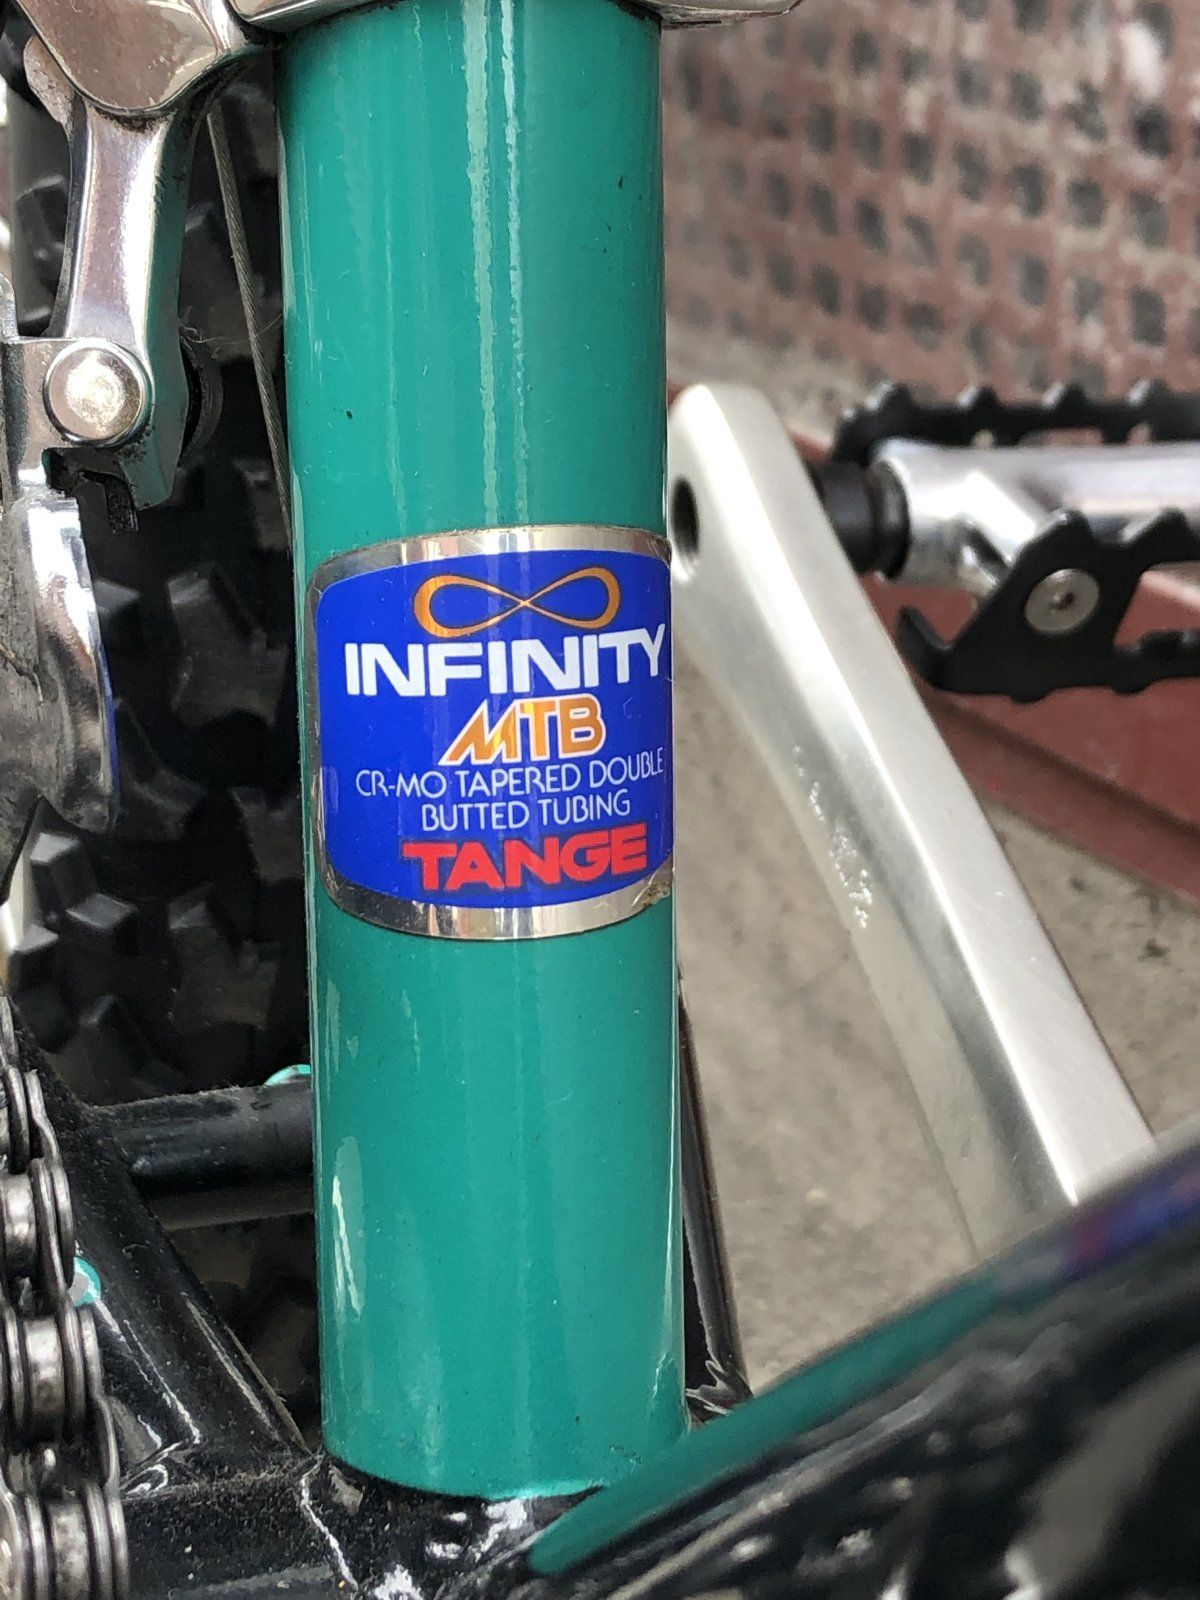 INFINITY
MTB
CR-MO TAPERED DOUBLE
BUTTED TUBING
TANGE